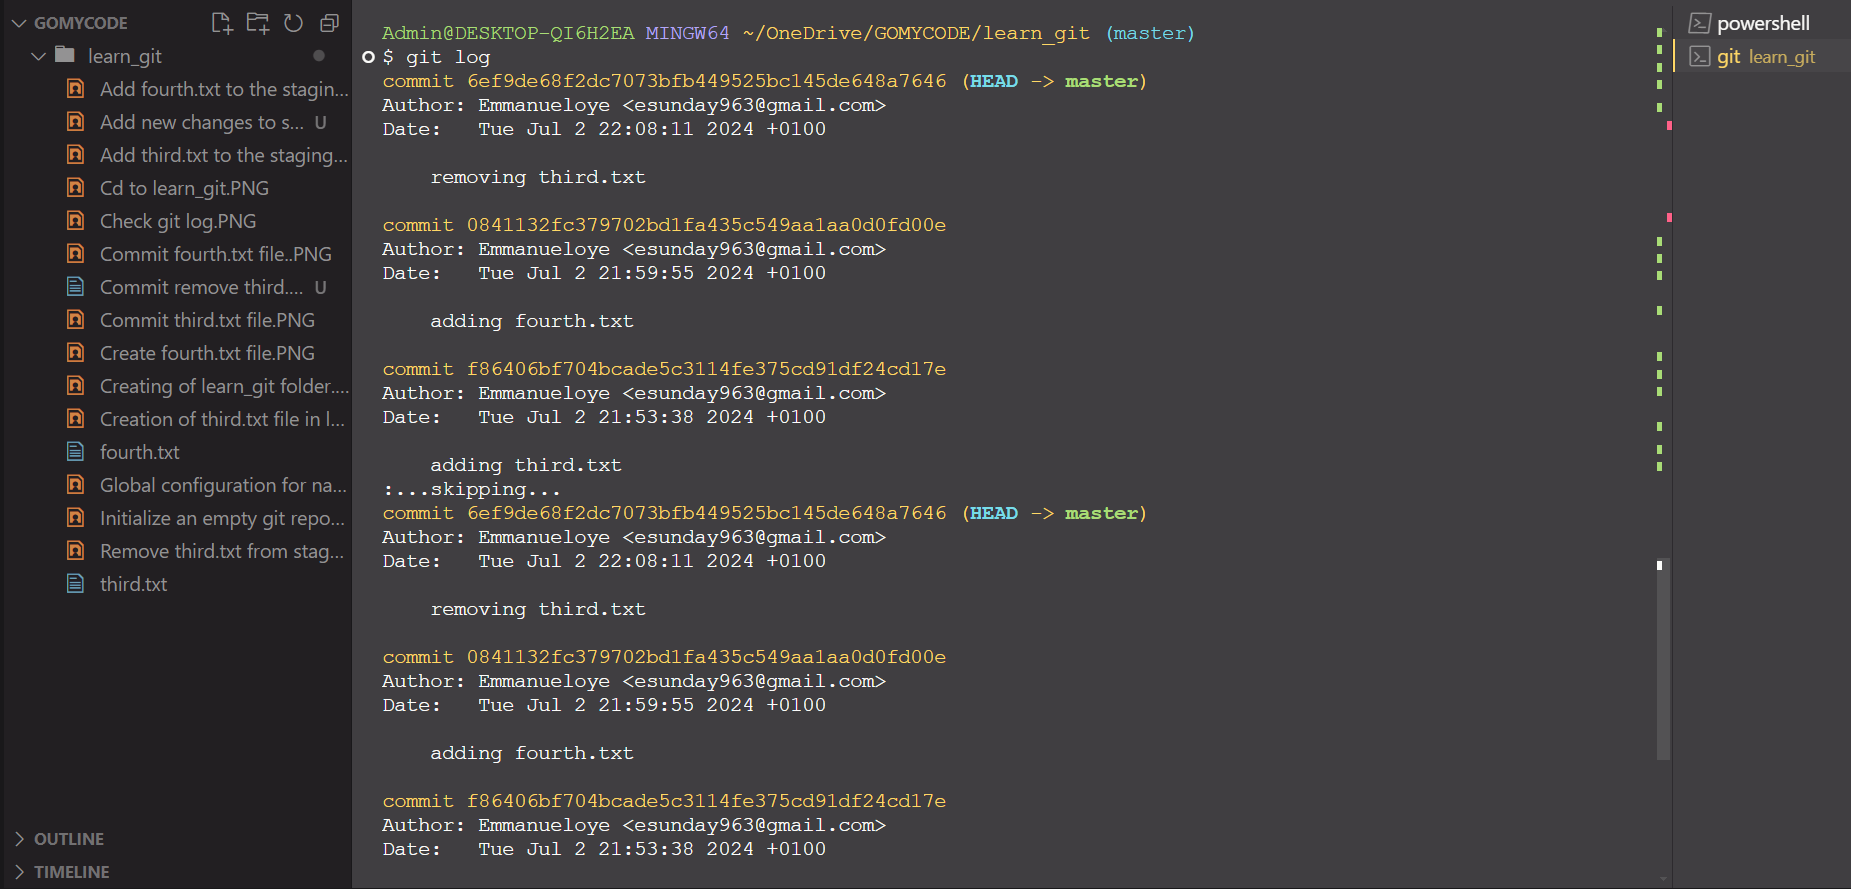 GOMYCODE
learn_git
Add fourth.txt to the stagin...
Add new changes to s... U
Add third.txt to the staging...
Cd to learn_git.PNG
Check git log.PNG
Commit fourth.txt file..PNG
Commit remove third.... U
Commit third.txt file.PNG
Create fourth.txt file.PNG
Creating of learn_git folder....
Creation of third.txt file in l...
fourth.txt
Global configuration for na...
Initialize an empty git repo...
Remove third.txt from stag...
third.txt
OUTLINE
TIMELINE
Admin@DESKTOP-QI6H2EA MINGW64 ~/OneDrive/GOMYCODE/learn_git (master)
$ git log
commit 6ef9de68f2dc7073bfb449525bc145de648a7646 (HEAD -> master)
Author: Emmanueloye <esunday963@gmail.com>
Date:   Tue Jul 2 22:08:11 2024 +0100
removing third.txt
commit 0841132fc379702bd1fa435c549aa1aa0d0fd00e
Author: Emmanueloye <esunday963@gmail.com>
Date:   Tue Jul 2 21:59:55 2024 +0100
adding fourth.txt
commit f86406bf704bcade5c3114fe375cd91df24cd17e
Author: Emmanueloye <esunday963@gmail.com>
Date:   Tue Jul 2 21:53:38 2024 +0100
adding third.txt
:...skipping...
commit 6ef9de68f2dc7073bfb449525bc145de648a7646 (HEAD -> master)
Author: Emmanueloye <esunday963@gmail.com>
Date:   Tue Jul 2 22:08:11 2024 +0100
removing third.txt
commit 0841132fc379702bd1fa435c549aa1aa0d0fd00e
Author: Emmanueloye <esunday963@gmail.com>
Date:   Tue Jul 2 21:59:55 2024 +0100
adding fourth.txt
commit f86406bf704bcade5c3114fe375cd91df24cd17e
Author: Emmanueloye <esunday963@gmail.com>
Date:   Tue Jul 2 21:53:38 2024 +0100
powershell
git learn_git